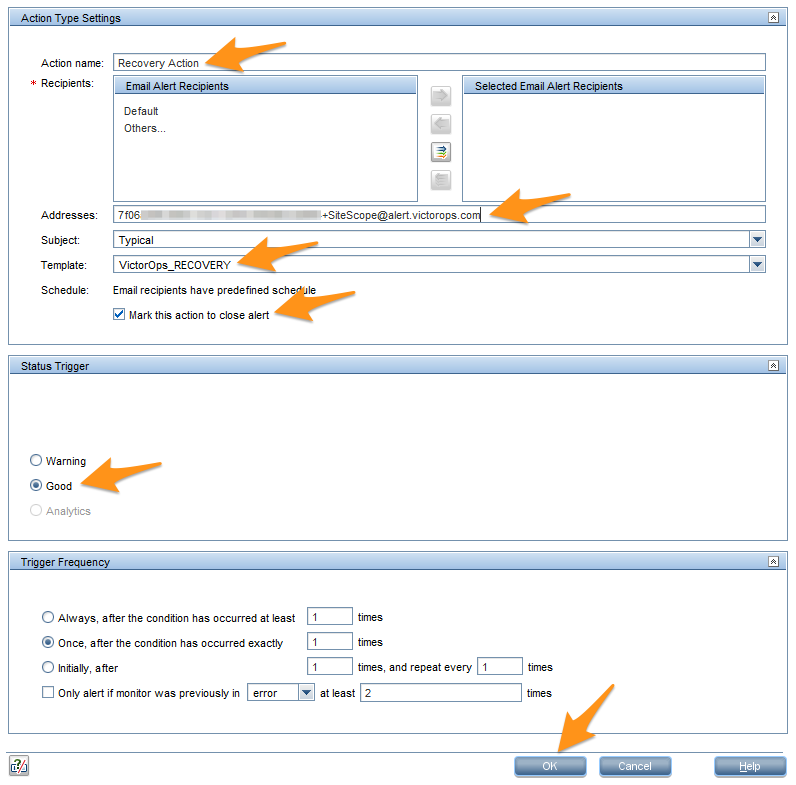 Action Type Settings
Action name: Recovery Action
* Recipients: Email Alert Recipients Selected Email Alert Recipients
Default
Others...
Addresses: 7f06 +SiteScope@alert.victorops.com
Subject: Typical
Template: VictorOps_RECOVERY
Schedule: Email recipients have predefined schedule
Mark this action to close alert
Status Trigger
Warning
Good
Analytics
Trigger Frequency
Always, after the condition has occurred at least 1 times
Once, after the condition has occurred exactly 1 times
Initially, after 1 times, and repeat every 1 times
Only alert if monitor was previously in error at least 2 times
OK Cancel Help